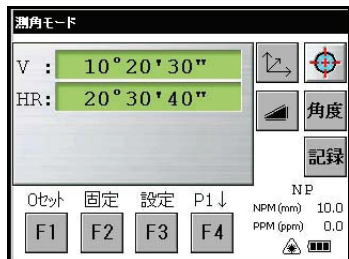 測角モード
V : 10°20'30"
HR: 20°30'40"
角度
記録
0セット 固定 設定 P1↓
F1 F2 F3 F4
NP
NPM (mm) 10.0
PPM (ppm) 0.0